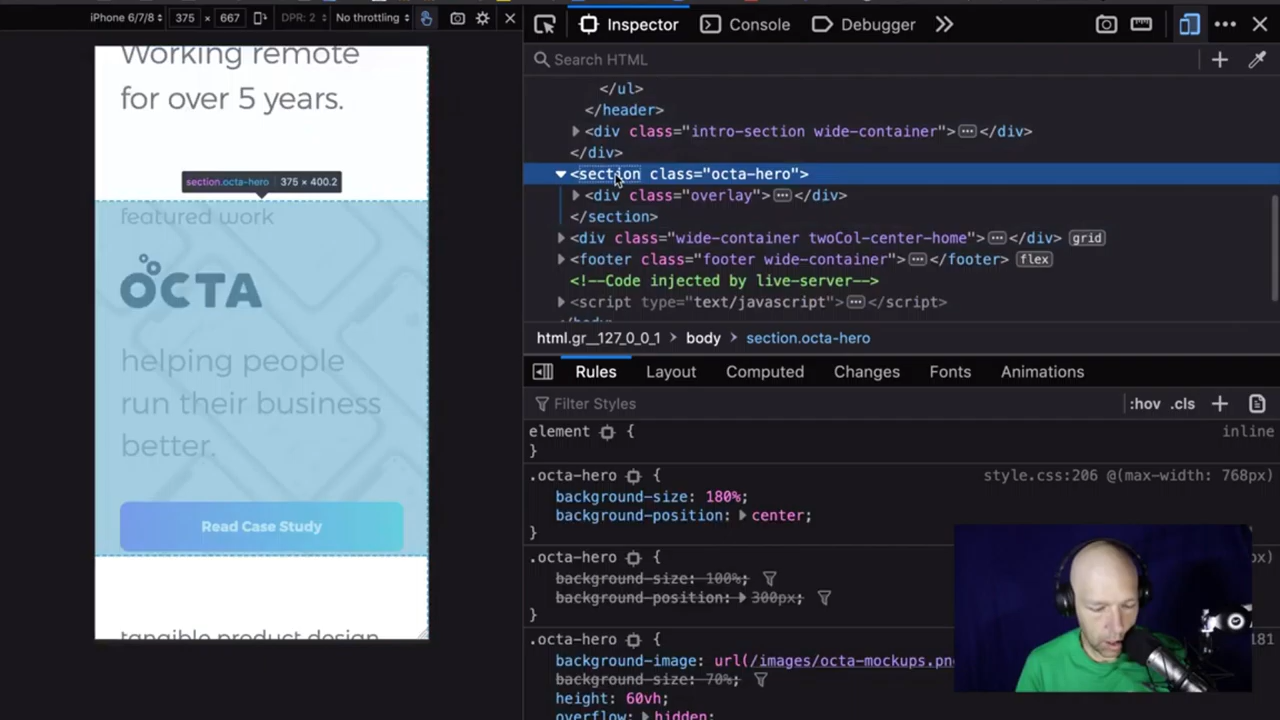 iPhone 6/7/8 375 × 667 DPR: 2 No throttling
Working remote
for over 5 years.
section.octa-hero 375 × 400.2
featured work
OCTA
helping people
run their business
better.
Read Case Study
tangible product design
Inspector Console Debugger
Search HTML
</ul>
</header>
<div class="intro-section wide-container"> </div>
</div>
<section class="octa-hero">
<div class="overlay"> </div>
</section>
<div class="wide-container twoCol-center-home"> </div> grid
<footer class="footer wide-container"> </footer> flex
<!--Code injected by live-server-->
<script type="text/javascript"> </script>
html.gr__127_0_0_1 > body > section.octa-hero
Rules Layout Computed Changes Fonts Animations
Filter Styles :hov .cls
element { inline
}
.octa-hero { style.css:206 @(max-width: 768px)
background-size: 180%;
background-position: center;
}
.octa-hero { px)
background-size: 100%;
background-position: 300px;
}
.octa-hero { 181
background-image: url(/images/octa-mockups.png
background-size: 70%;
height: 60vh;
overflow: hidden;